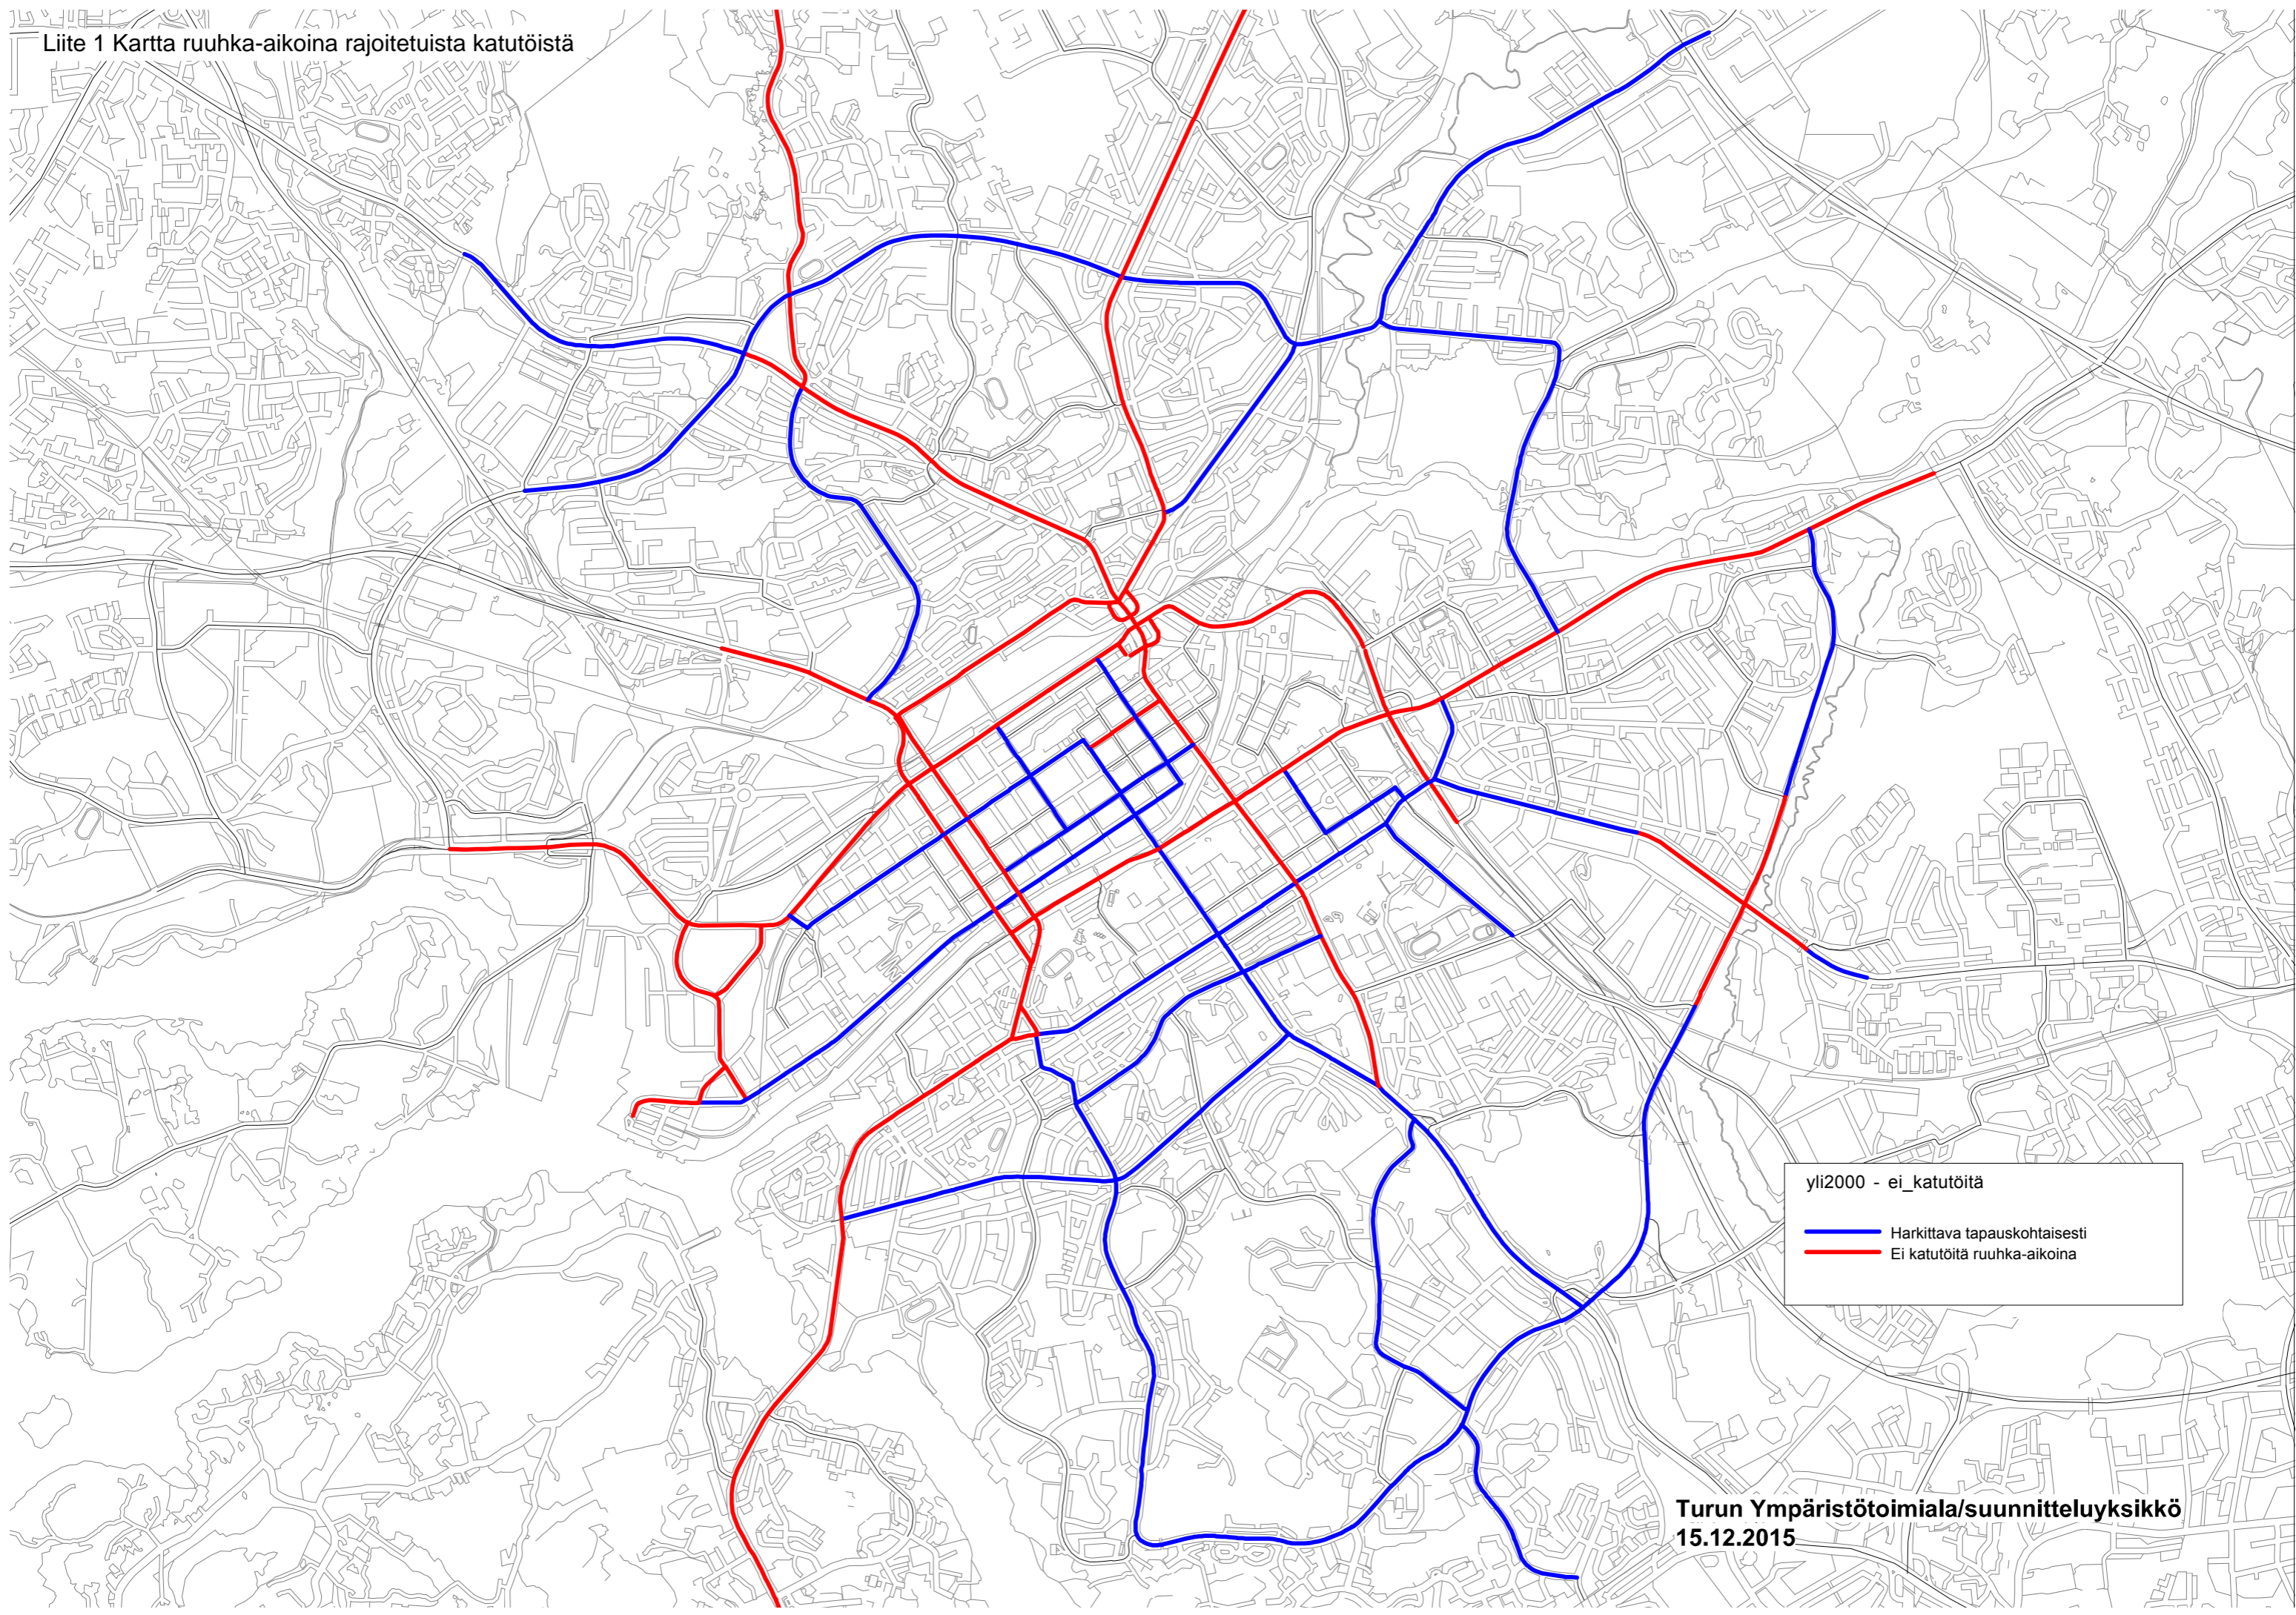 Liite 1 Kartta ruuhka-aikoina rajoitetuista katutöistä
yli2000 - ei_katutöitä
Harkittava tapauskohtaisesti
Ei katutöitä ruuhka-aikoina
Turun Ympäristötoimiala/suunnitteluyksikkö
15.12.2015